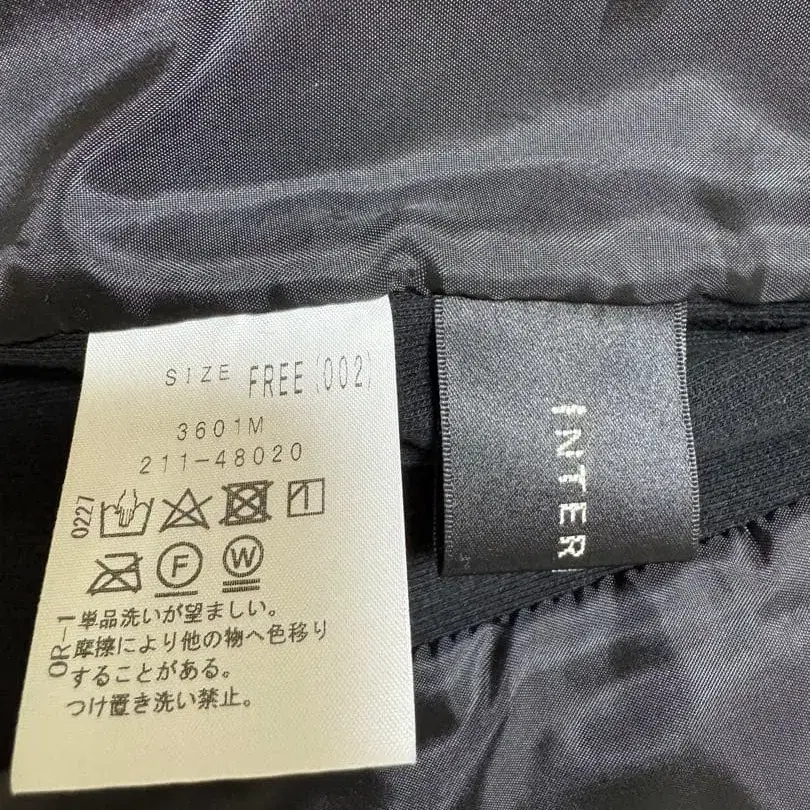 SIZE FREE(002)
3601M
211-48020
0227
F W
OR-1
単品洗いが望ましい。
摩擦により他の物へ色移り
することがある。
つけ置き洗い禁止。
INTER